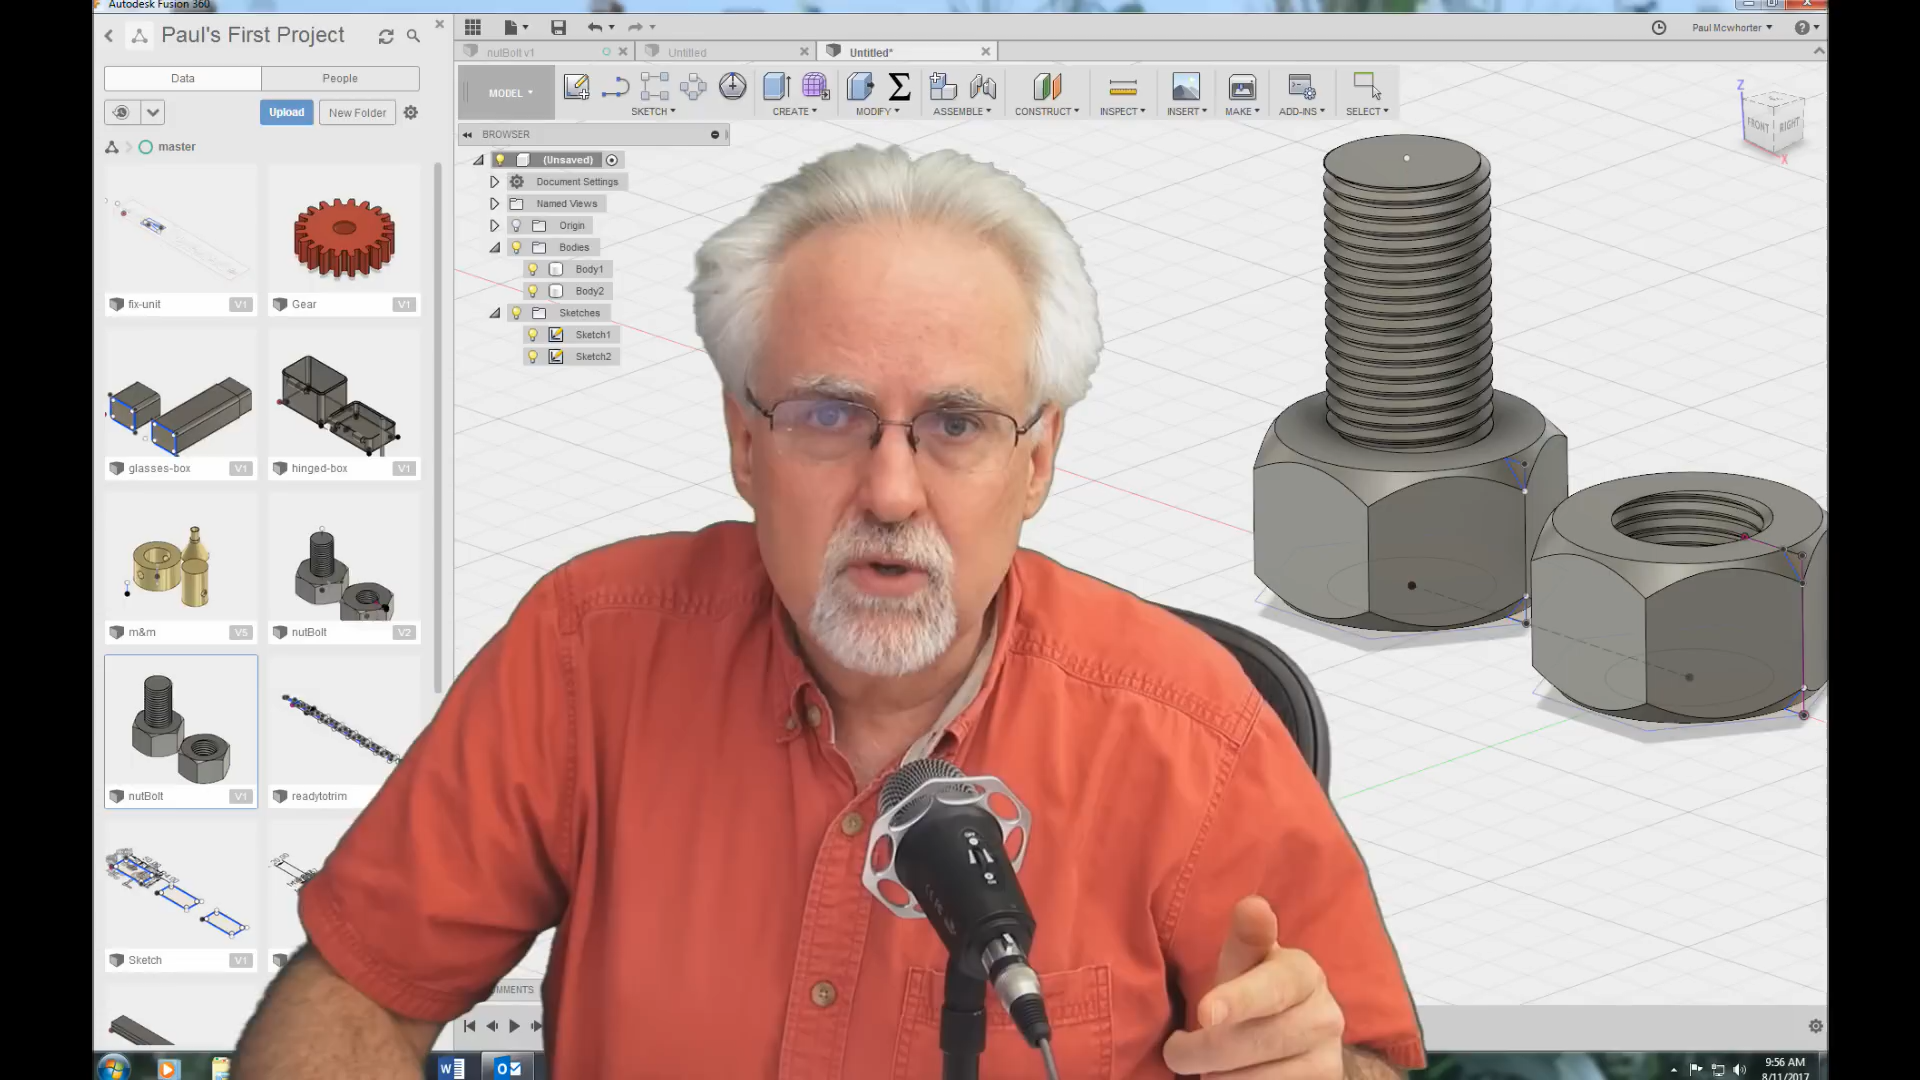 Autodesk Fusion 360
Paul's First Project
Data
People
Upload
New Folder
master
fix-unit
V1
Gear
V1
glasses-box
V1
hinged-box
V1
m&m
V5
nutBolt
V2
nutBolt
V1
readytotrim
Sketch
V1
nutBolt v1
Untitled
Untitled*
Paul Mcwhorter
MODEL
SKETCH
CREATE
MODIFY
ASSEMBLE
CONSTRUCT
INSPECT
INSERT
MAKE
ADD-INS
SELECT
BROWSER
(Unsaved)
Document Settings
Named Views
Origin
Bodies
Body1
Body2
Sketches
Sketch1
Sketch2
Z
FRONT
RIGHT
X
9:56 AM
8/11/2017